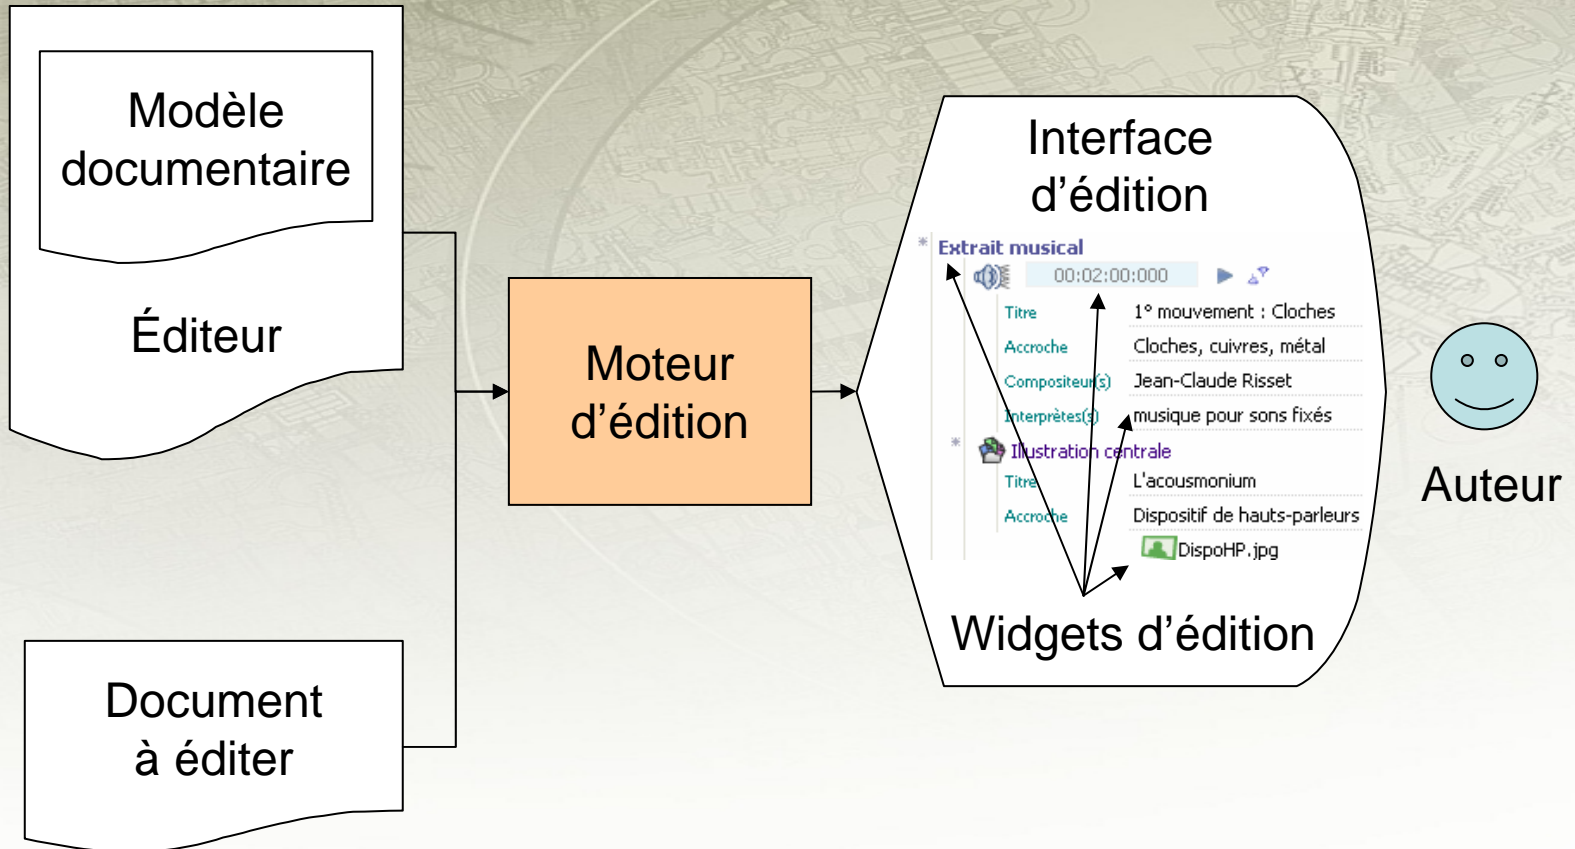 Modèle
documentaire
Éditeur
Document
à éditer
Moteur
d'édition
Interface
d'édition
Extrait musical
00:02:00:000
Titre 1° mouvement : Cloches
Accroche Cloches, cuivres, métal
Compositeur(s) Jean-Claude Risset
Interprètes(s) musique pour sons fixés
Illustration centrale
Titre L'acousmonium
Accroche Dispositif de hauts-parleurs
DispoHP.jpg
Widgets d'édition
Auteur